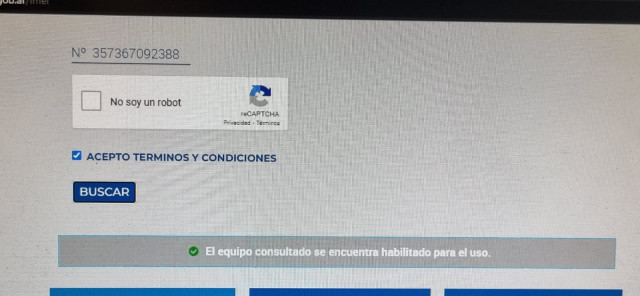 gob.ar/imei
Nº 357367092388
No soy un robot
reCAPTCHA
Privacidad - Términos
ACEPTO TERMINOS Y CONDICIONES
BUSCAR
El equipo consultado se encuentra habilitado para el uso.